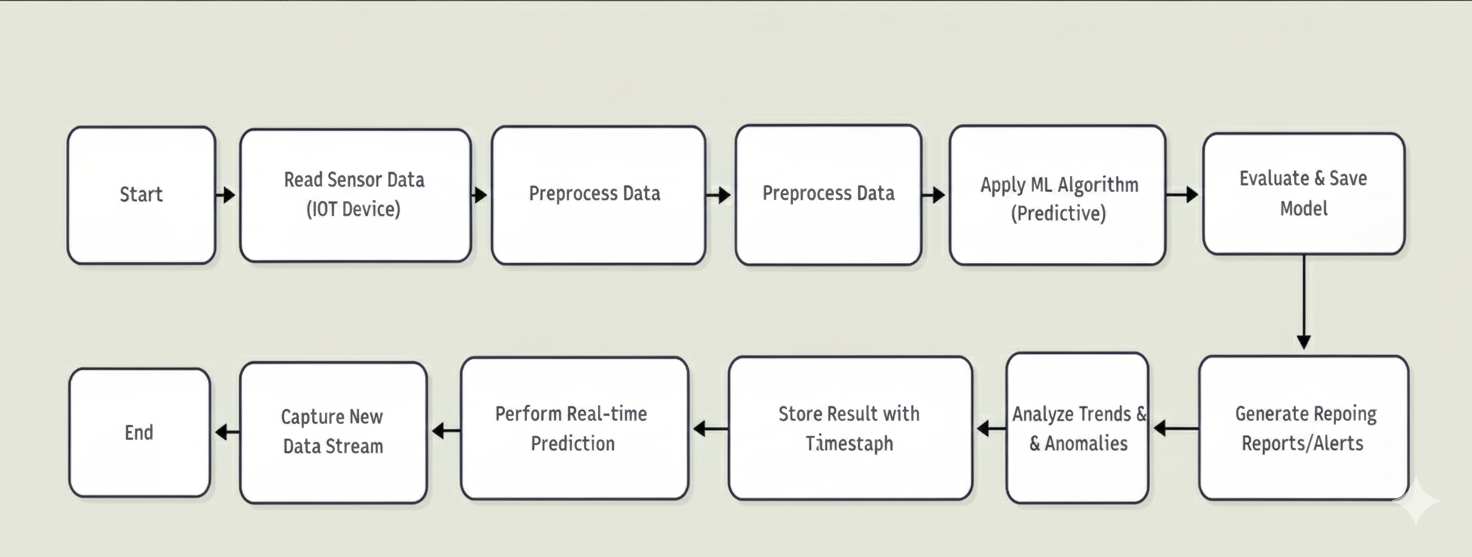 Start
Read Sensor Data
(IOT Device)
Preprocess Data
Preprocess Data
Apply ML Algorithm
(Predictive)
Evaluate & Save
Model
Generate Repoing
Reports/Alerts
Analyze Trends &
& Anomalies
Store Result with
Timestaph
Perform Real-time
Prediction
Capture New
Data Stream
End